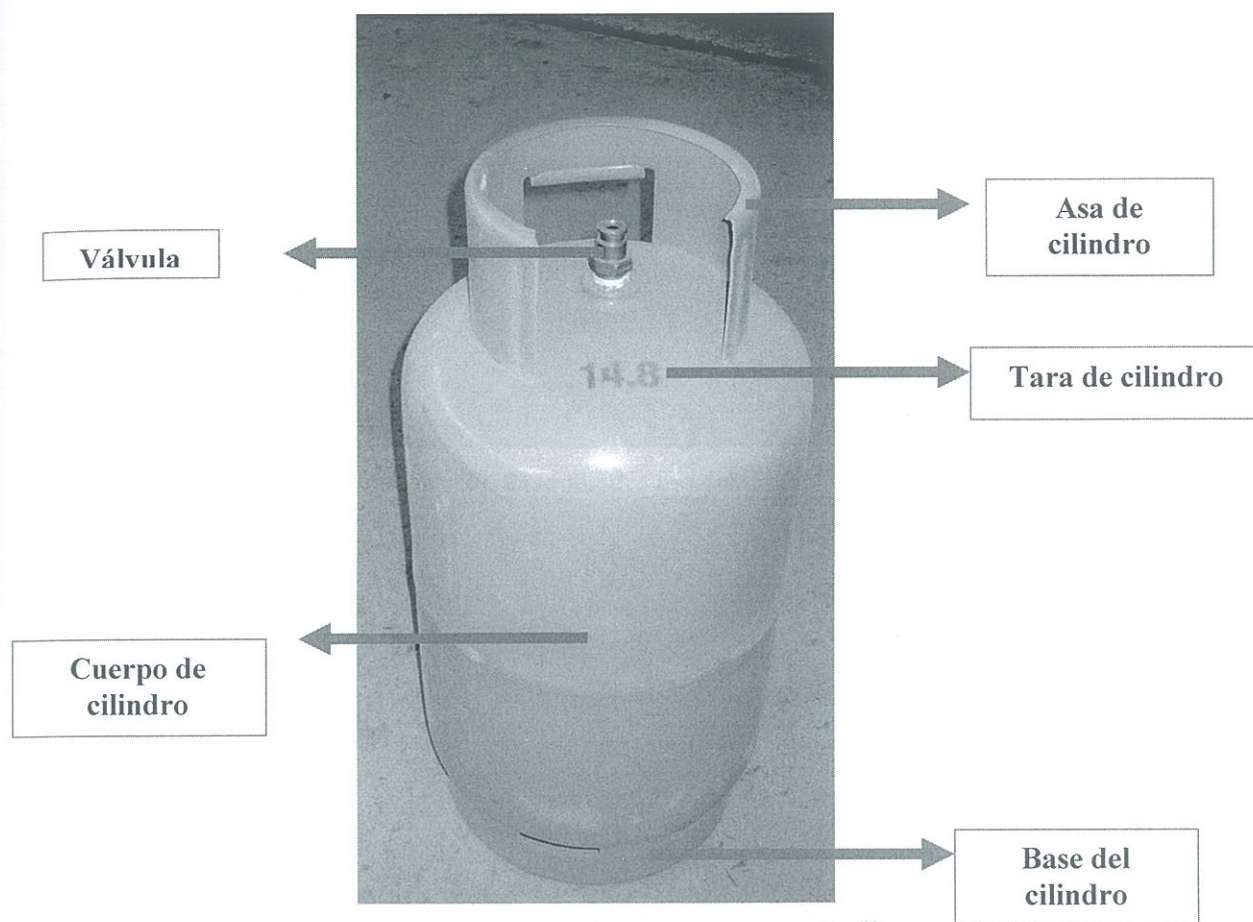 Asa de
cilindro
Válvula
14.8
Tara de cilindro
Cuerpo de
cilindro
Base del
cilindro